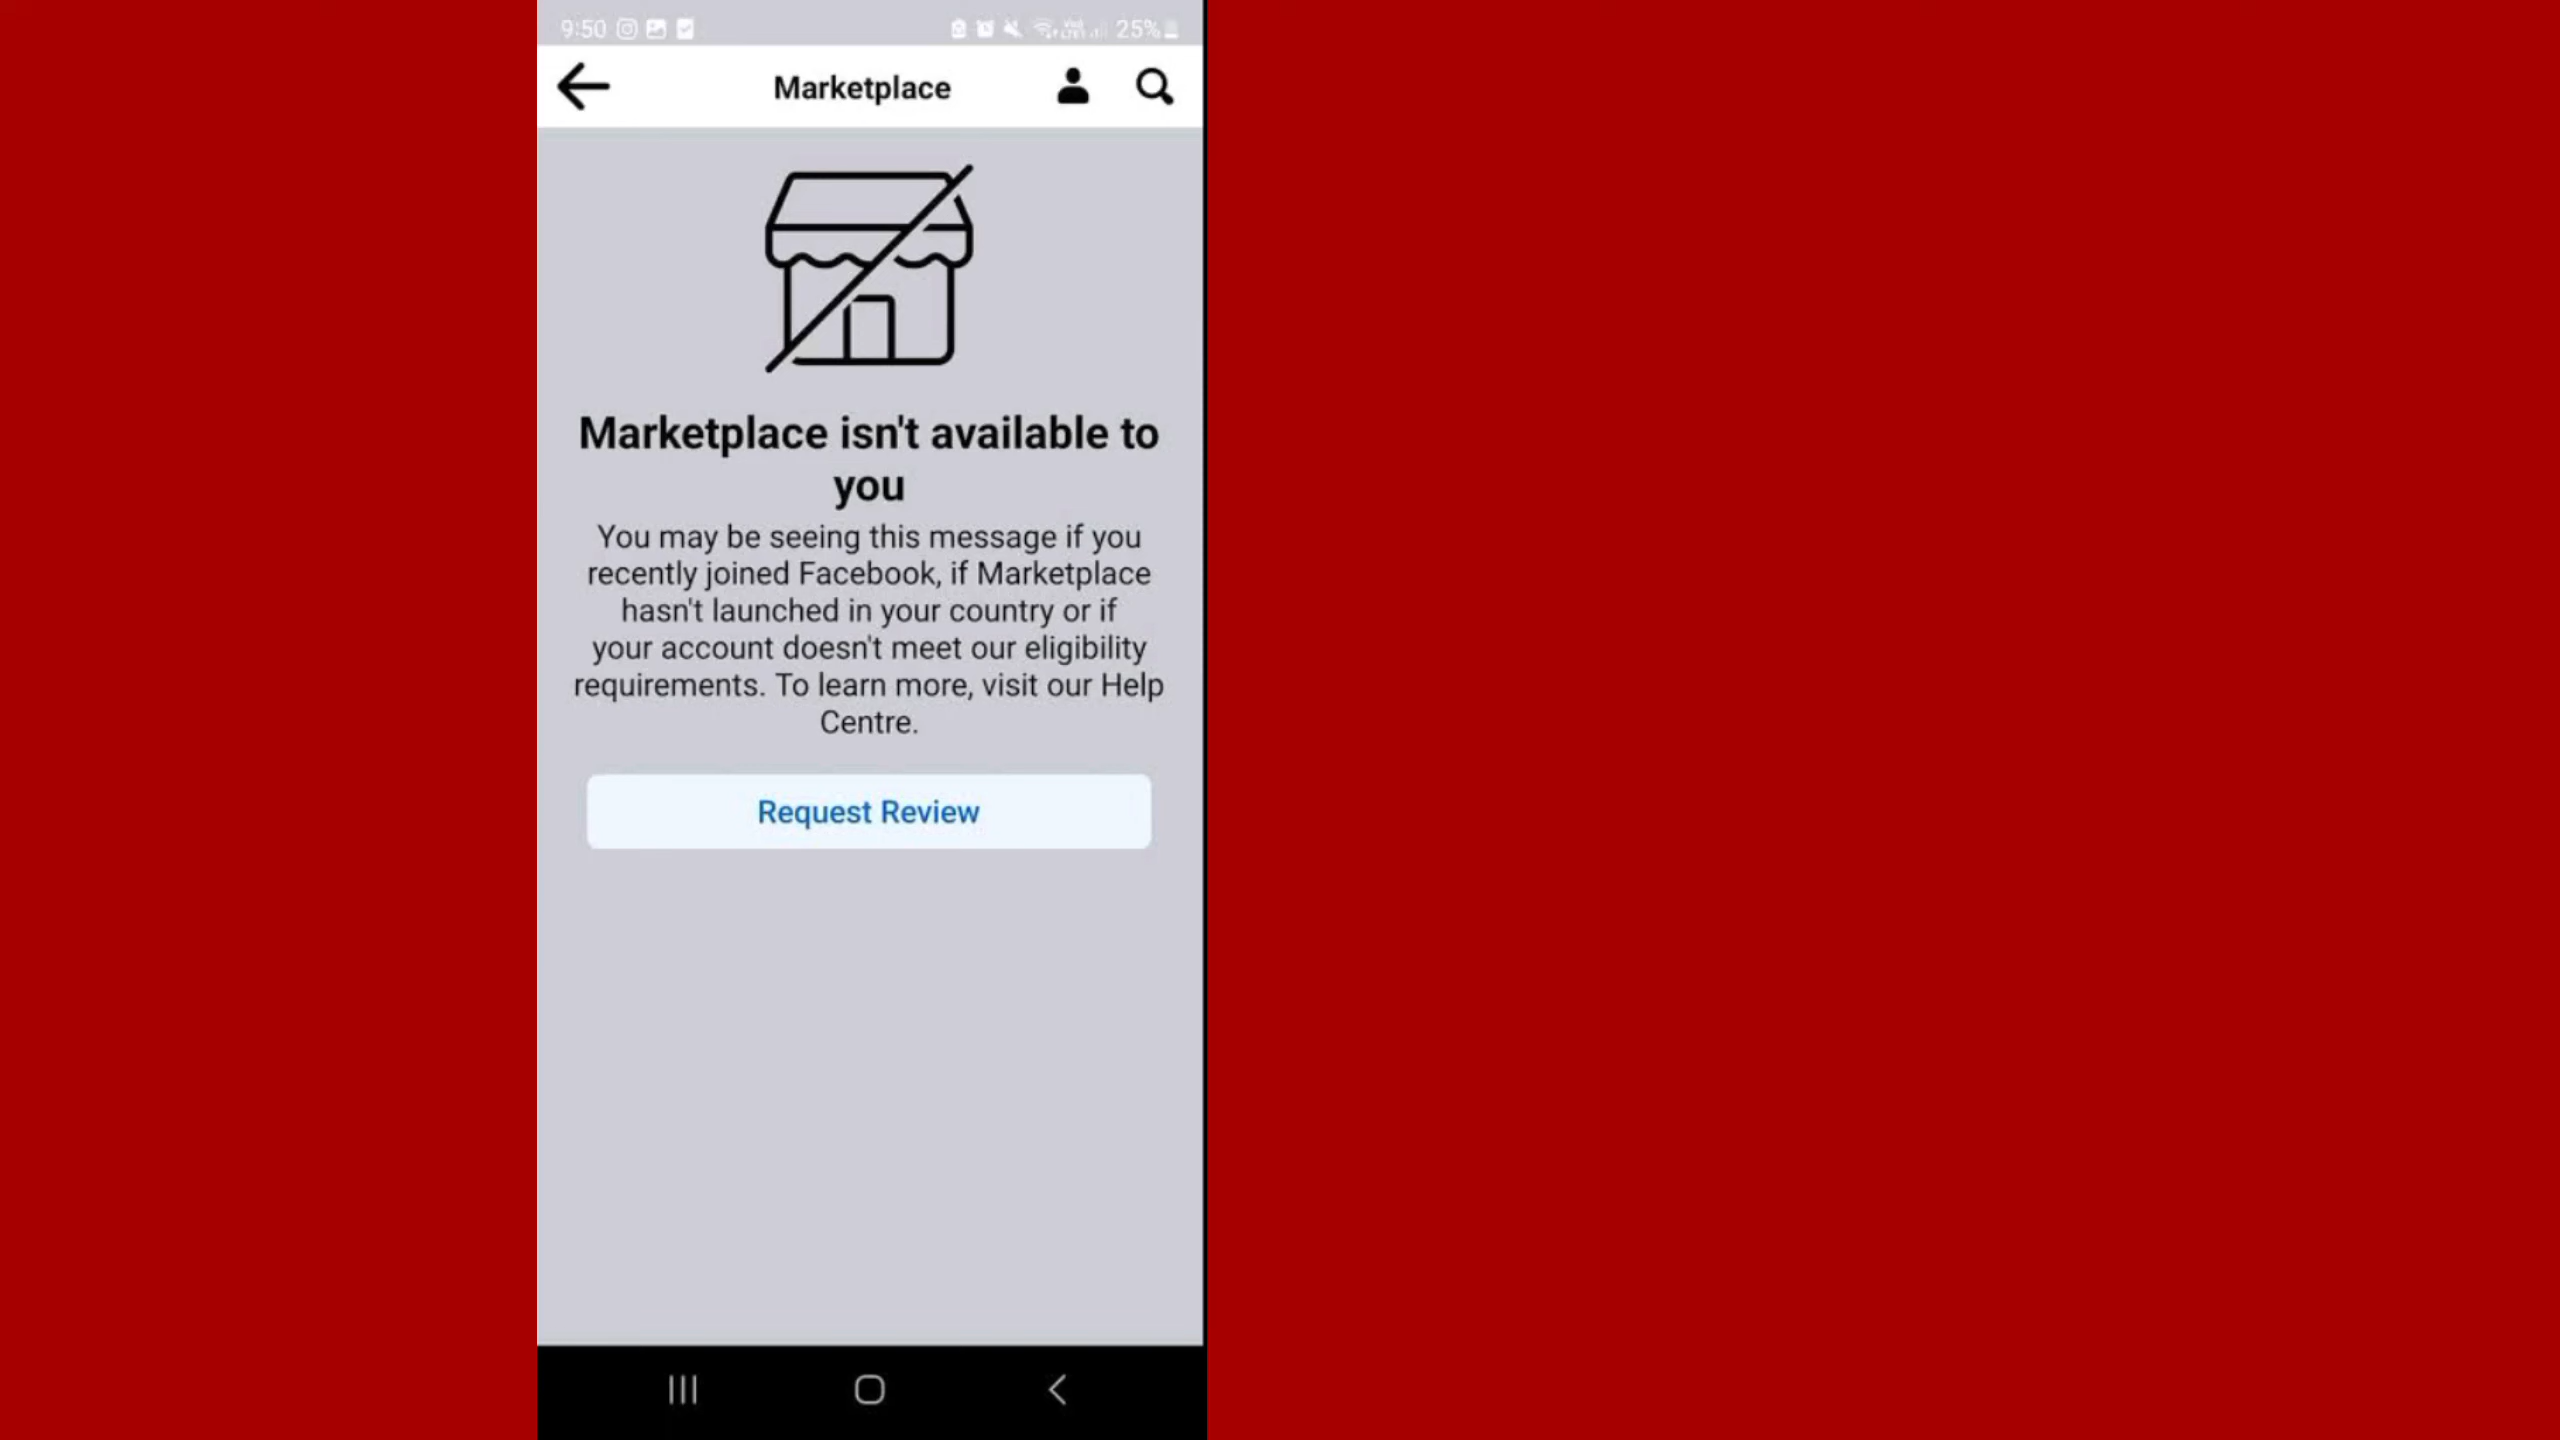 9:50 25%
Marketplace
Marketplace isn't available to
you
You may be seeing this message if you
recently joined Facebook, if Marketplace
hasn't launched in your country or if
your account doesn't meet our eligibility
requirements. To learn more, visit our Help
Centre.
Request Review